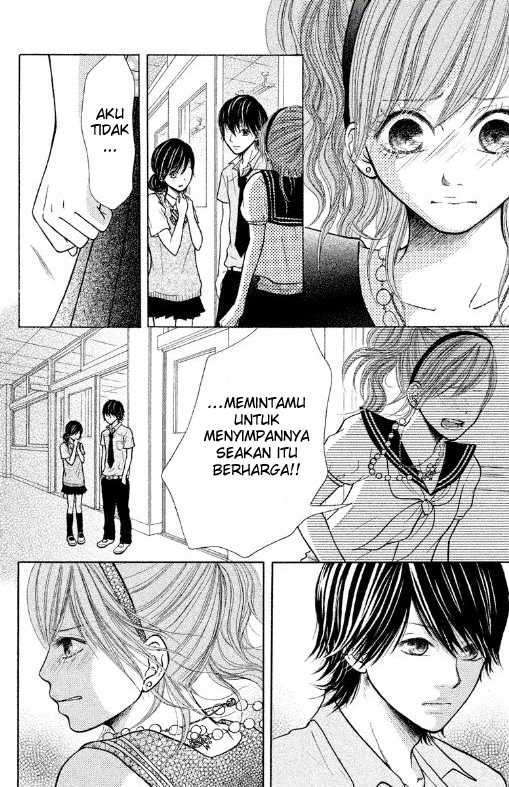 AKU
TIDAK
...
...MEMINTAMU
UNTUK
MENYIMPANNYA
SEAKAN ITU
BERHARGA!!